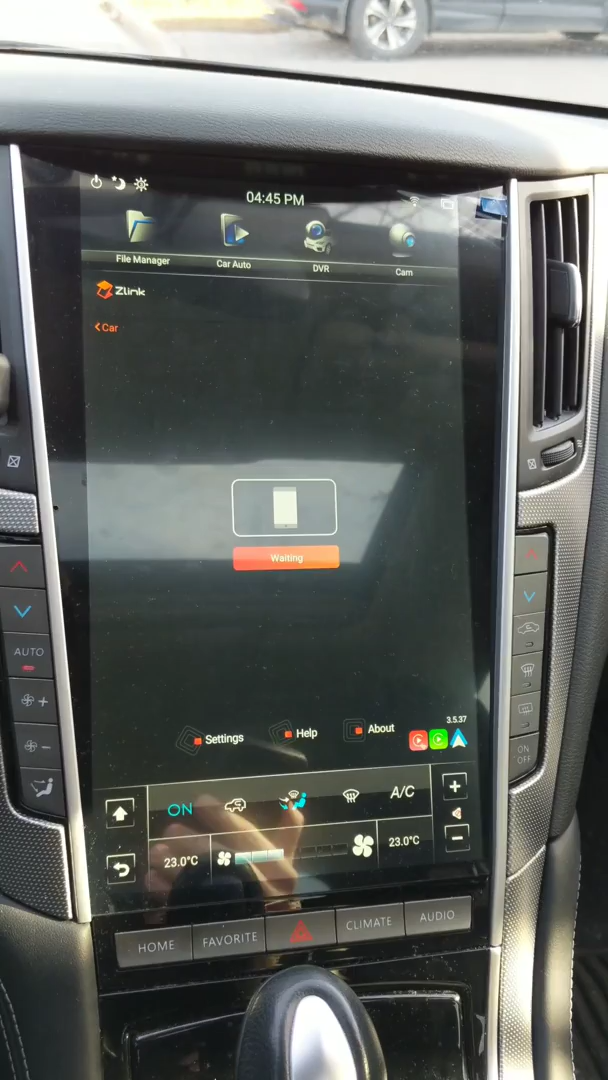 04:45 PM
File Manager
Car Auto
DVR
Cam
Zlink
Car
Waiting
AUTO
Settings
Help
About
3.5.37
ON
A/C
ON
OFF
23.0°C
23.0°C
HOME
FAVORITE
CLIMATE
AUDIO